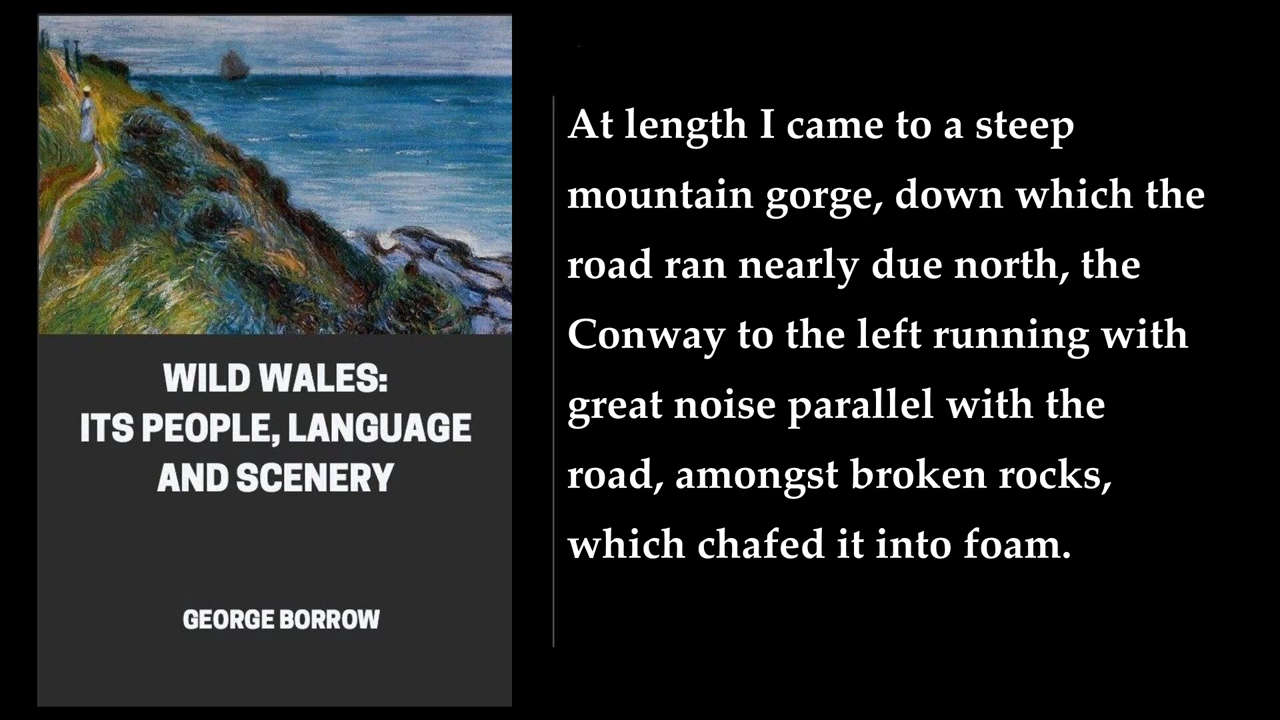 WILD WALES:
ITS PEOPLE, LANGUAGE
AND SCENERY
GEORGE BORROW
At length I came to a steep
mountain gorge, down which the
road ran nearly due north, the
Conway to the left running with
great noise parallel with the
road, amongst broken rocks,
which chafed it into foam.